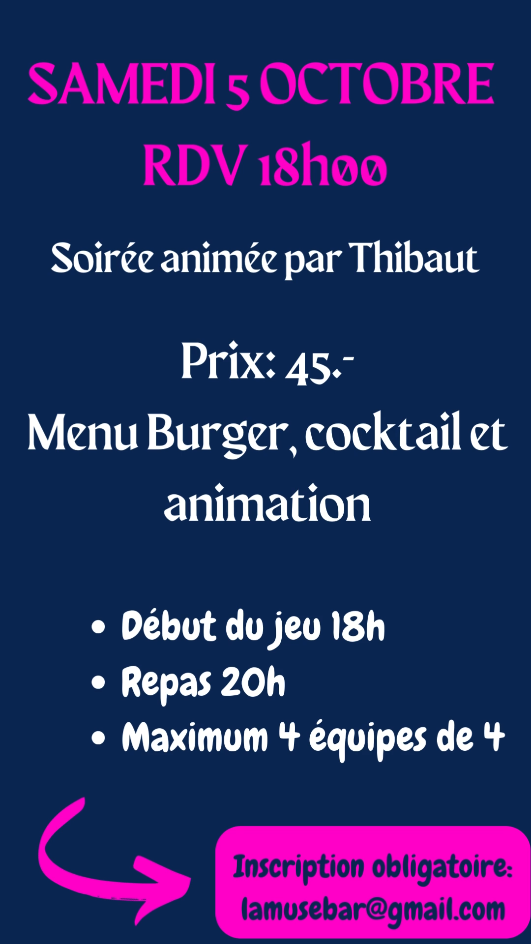 SAMEDI 5 OCTOBRE
RDV 18h00
Soirée animée par Thibaut
Prix: 45.-
Menu Burger, cocktail et
animation
• Début du jeu 18h
• Repas 20h
• Maximum 4 équipes de 4
Inscription obligatoire:
lamusebar@gmail.com